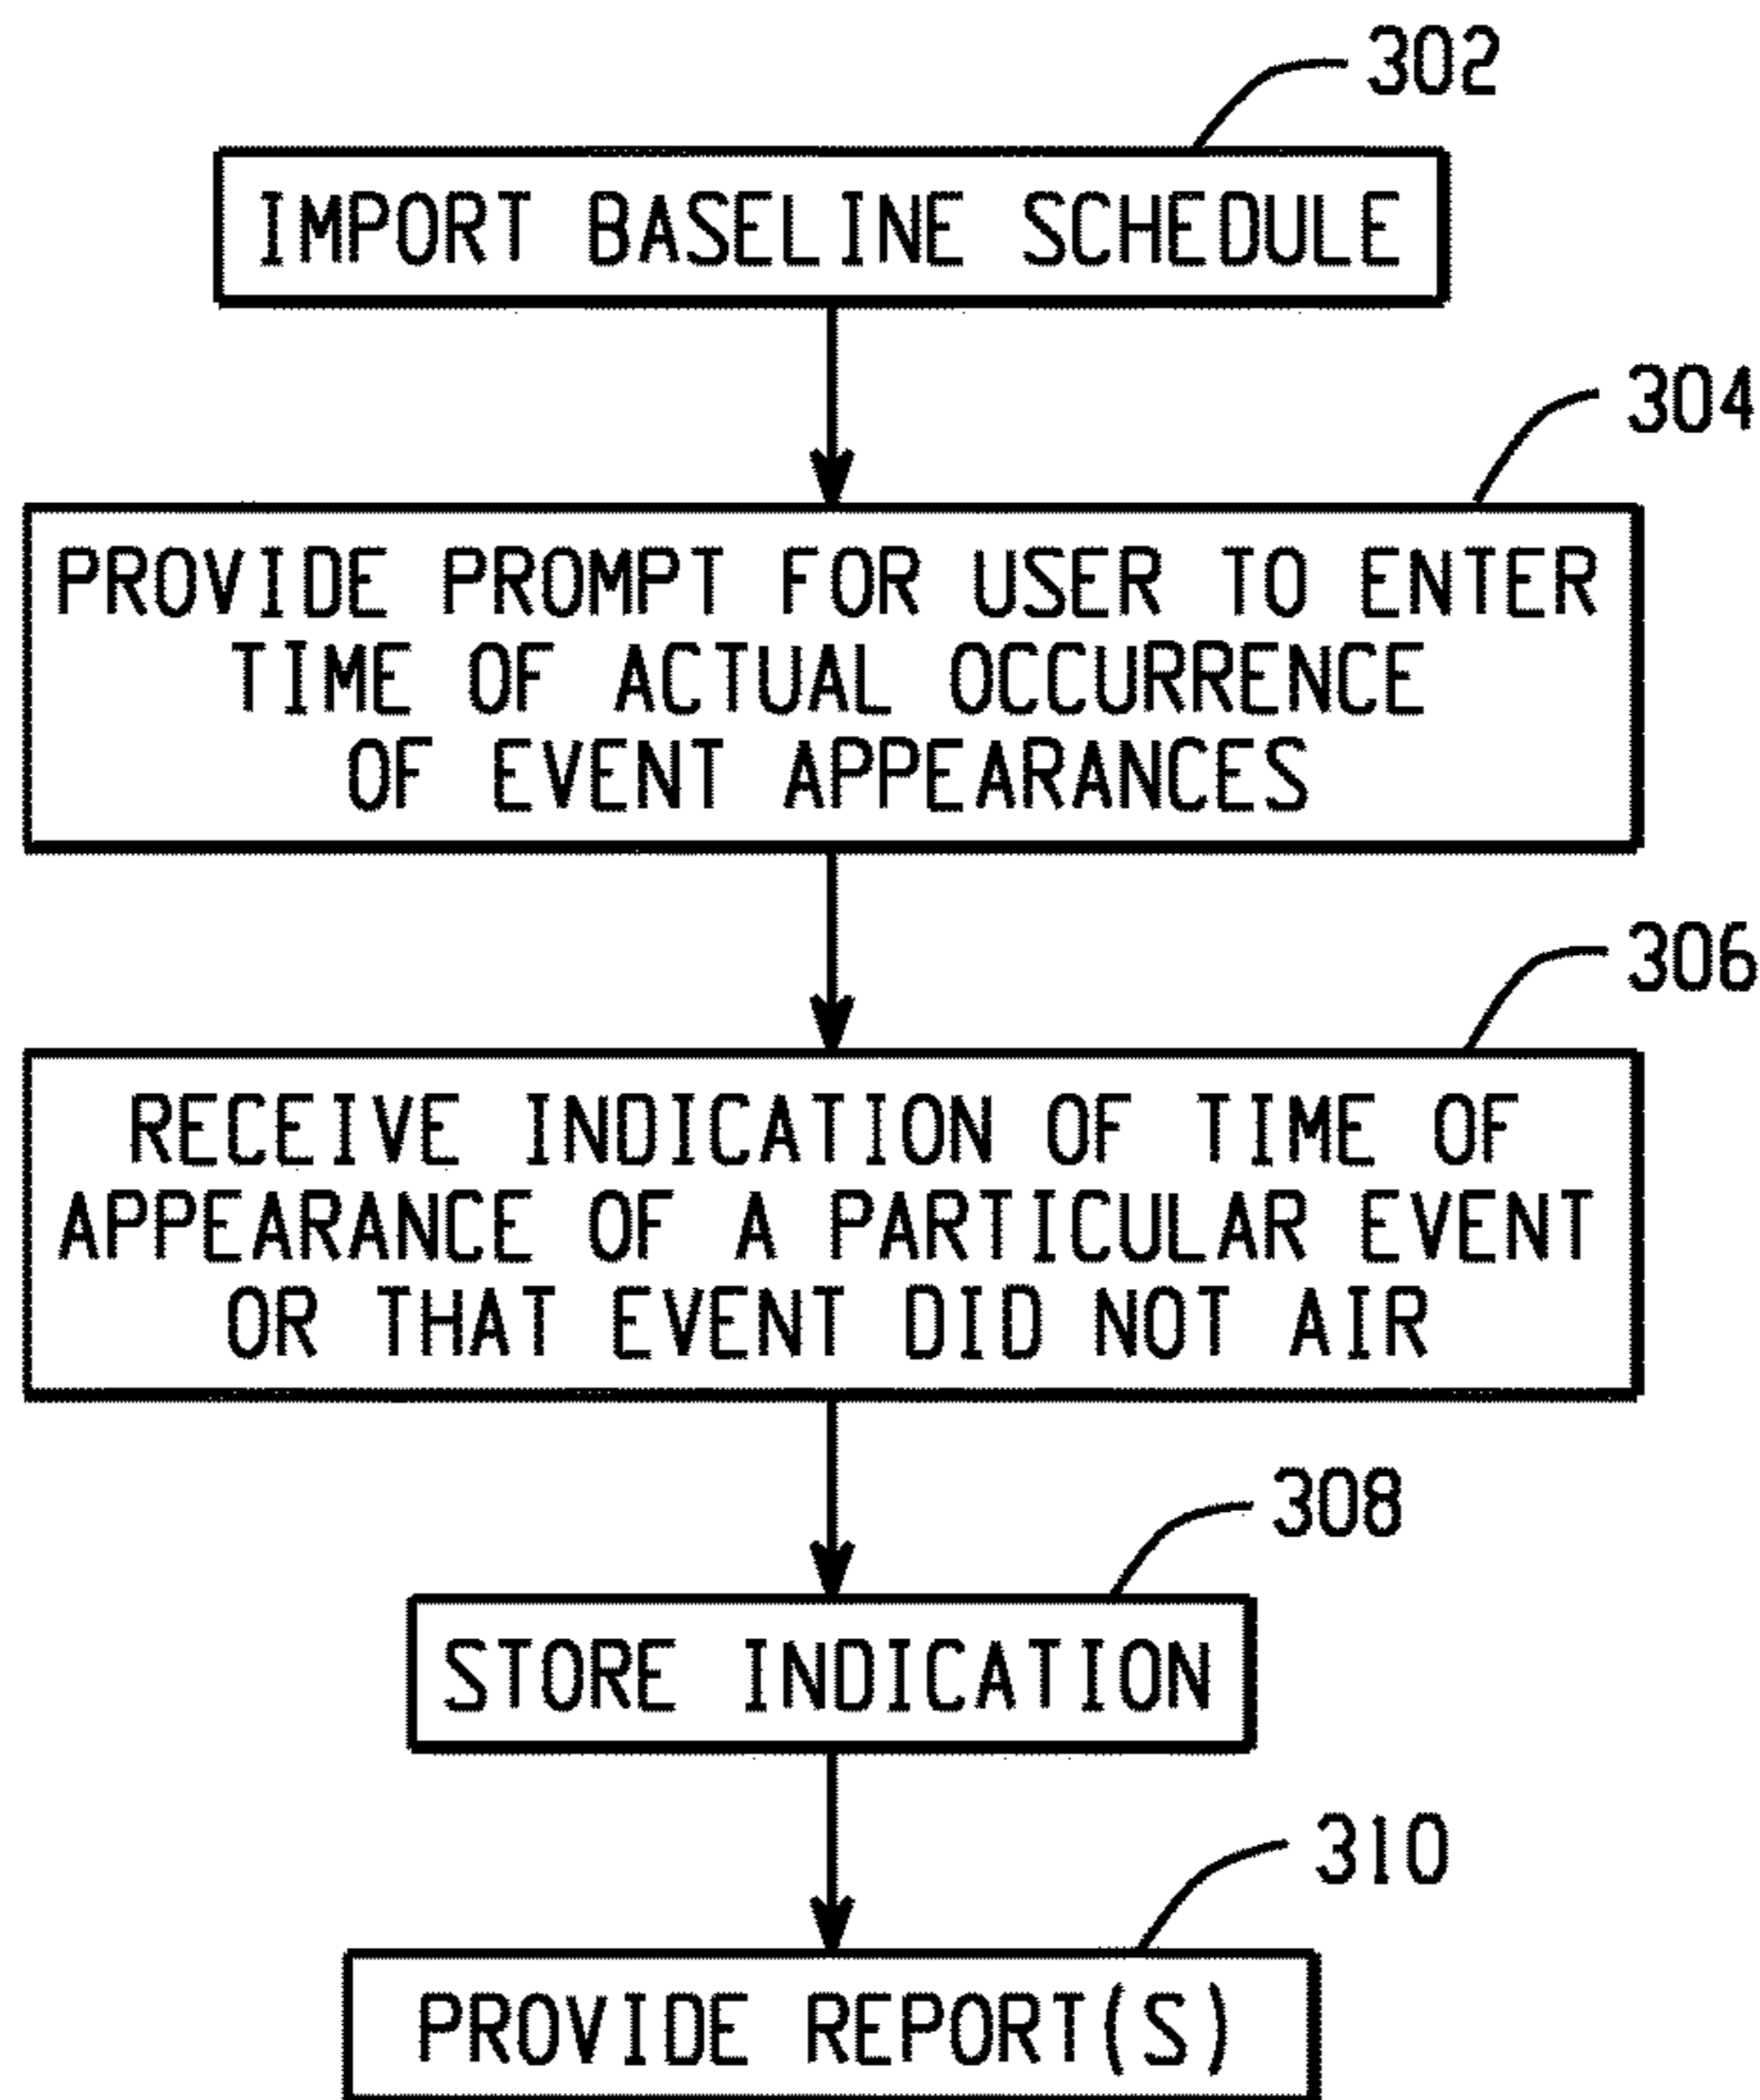 302
IMPORT BASELINE SCHEDULE
304
PROVIDE PROMPT FOR USER TO ENTER
TIME OF ACTUAL OCCURRENCE
OF EVENT APPEARANCES
306
RECEIVE INDICATION OF TIME OF
APPEARANCE OF A PARTICULAR EVENT
OR THAT EVENT DID NOT AIR
308
STORE INDICATION
310
PROVIDE REPORT(S)